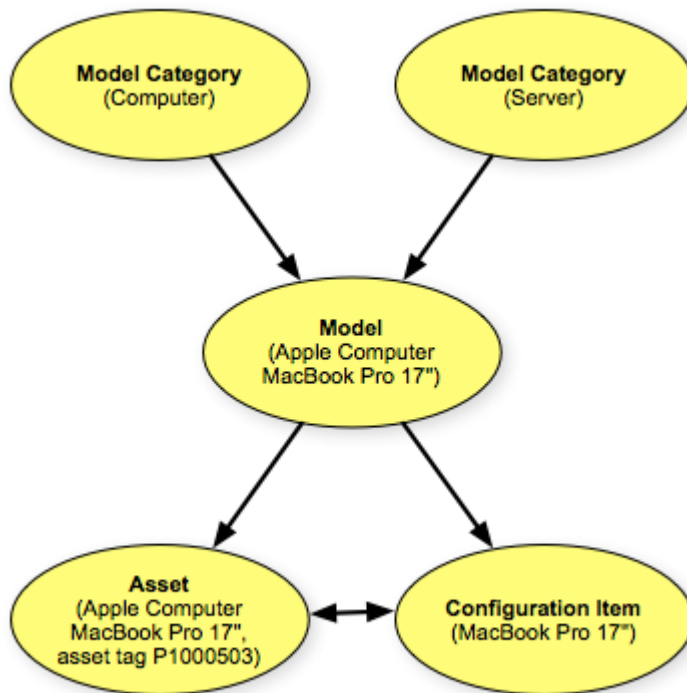 Model Category
(Computer)
Model Category
(Server)
Model
(Apple Computer
MacBook Pro 17")
Asset
(Apple Computer
MacBook Pro 17",
asset tag P1000503)
Configuration Item
(MacBook Pro 17")